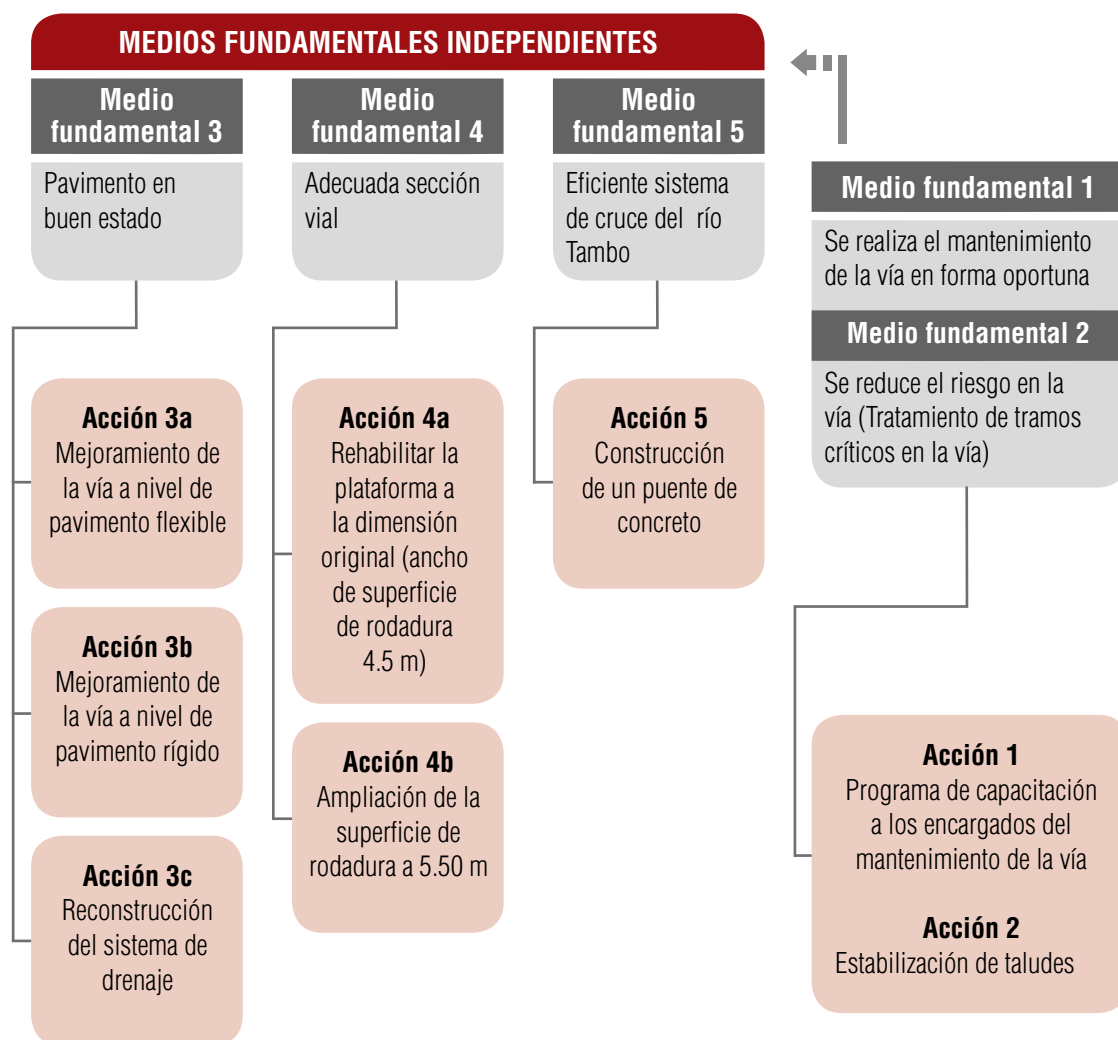 MEDIOS FUNDAMENTALES INDEPENDIENTES
Medio
fundamental 3
Pavimento en
buen estado
Acción 3a
Mejoramiento de
la vía a nivel de
pavimento flexible
Acción 3b
Mejoramiento de
la vía a nivel de
pavimento rígido
Acción 3c
Reconstrucción
del sistema de
drenaje
Medio
fundamental 4
Adecuada sección
vial
Acción 4a
Rehabilitar la
plataforma a
la dimensión
original (ancho
de superficie
de rodadura
4.5 m)
Acción 4b
Ampliación de la
superficie de
rodadura a 5.50 m
Medio
fundamental 5
Eficiente sistema
de cruce del río
Tambo
Acción 5
Construcción
de un puente de
concreto
Medio fundamental 1
Se realiza el mantenimiento
de la vía en forma oportuna
Medio fundamental 2
Se reduce el riesgo en la
vía (Tratamiento de tramos
críticos en la vía)
Acción 1
Programa de capacitación
a los encargados del
mantenimiento de la vía
Acción 2
Estabilización de taludes